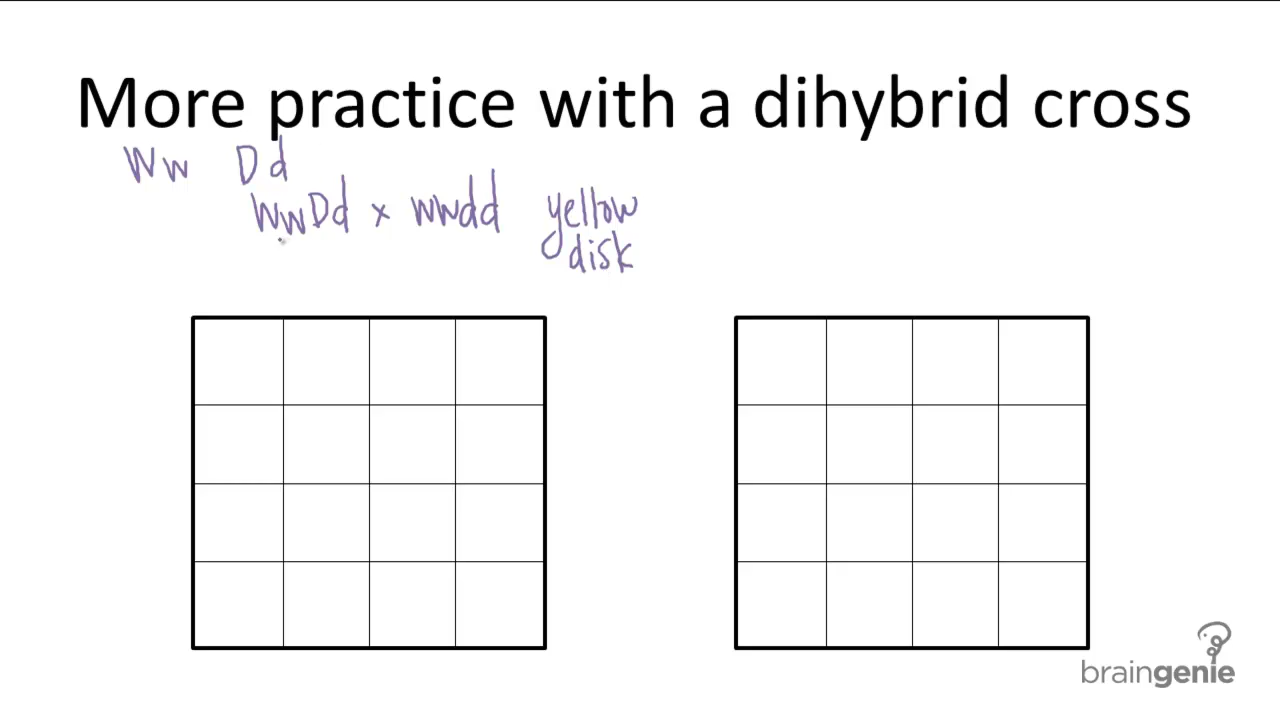 More practice with a dihybrid cross
Ww Dd
WwDd x wwdd yellow
disk
braingenie